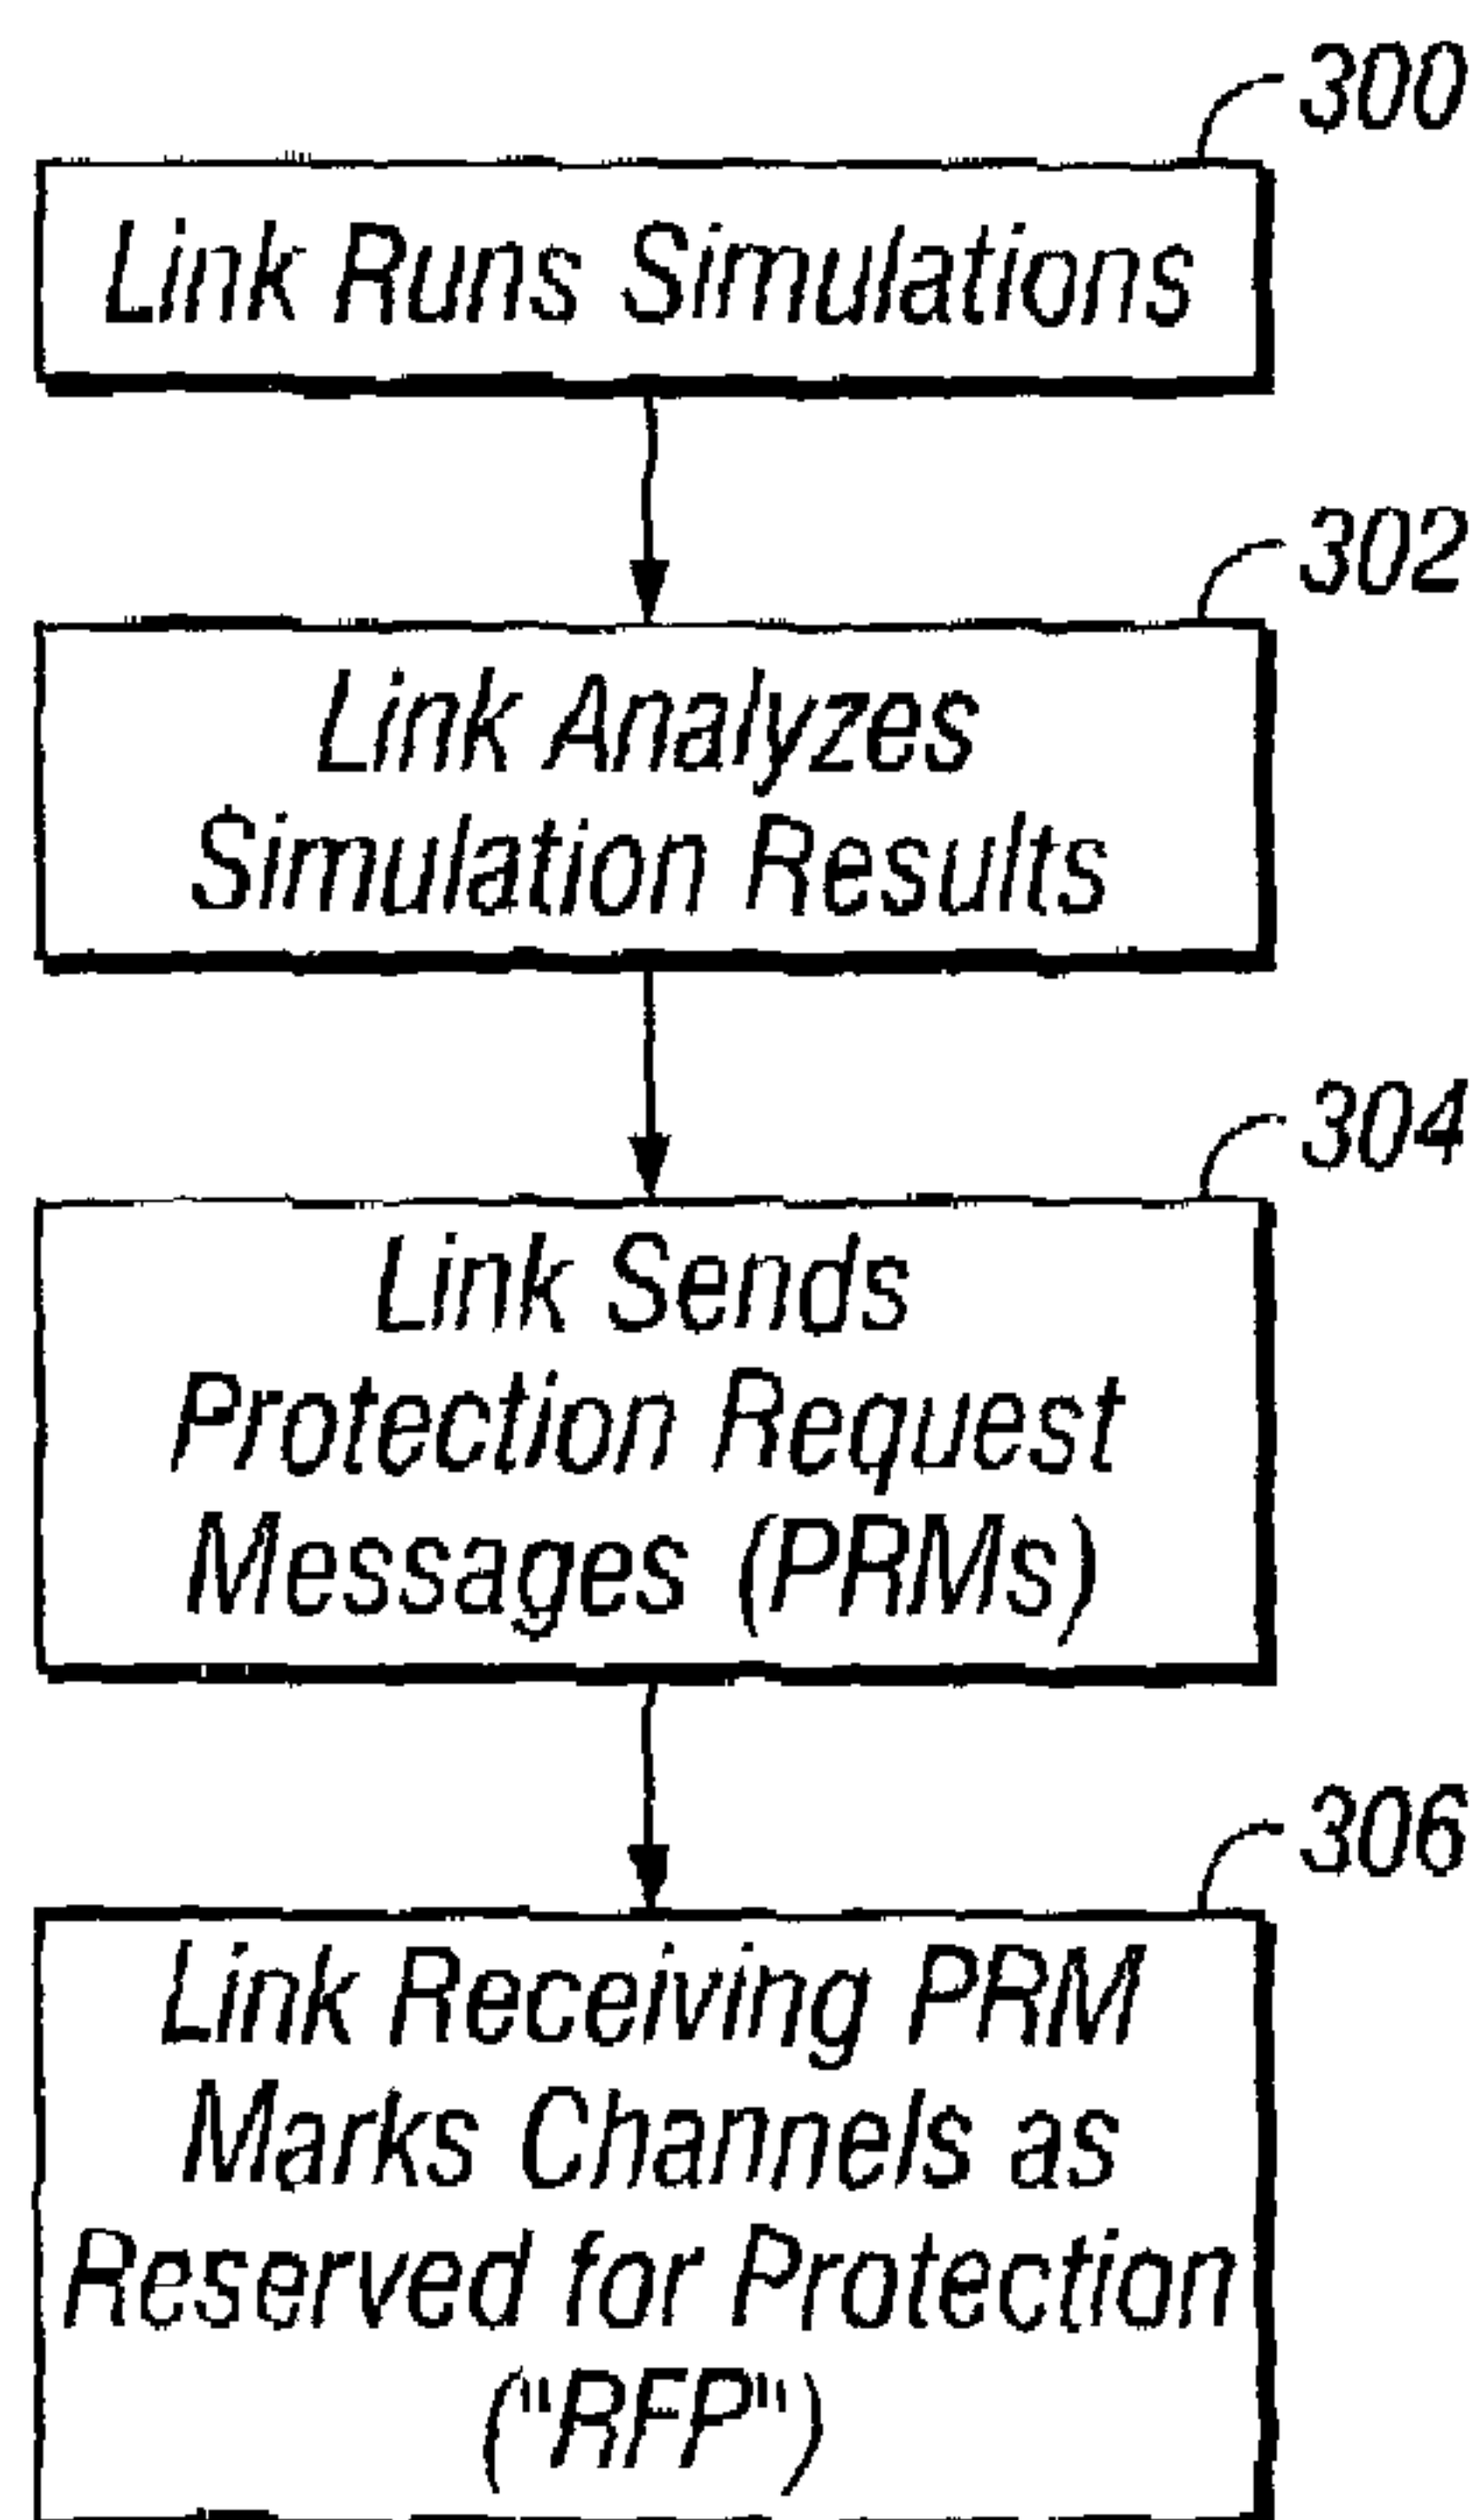 300
Link Runs Simulations
302
Link Analyzes
Simulation Results
304
Link Sends
Protection Request
Messages (PRMs)
306
Link Receiving PRM
Marks Channels as
Reserved for Protection
("RFP")